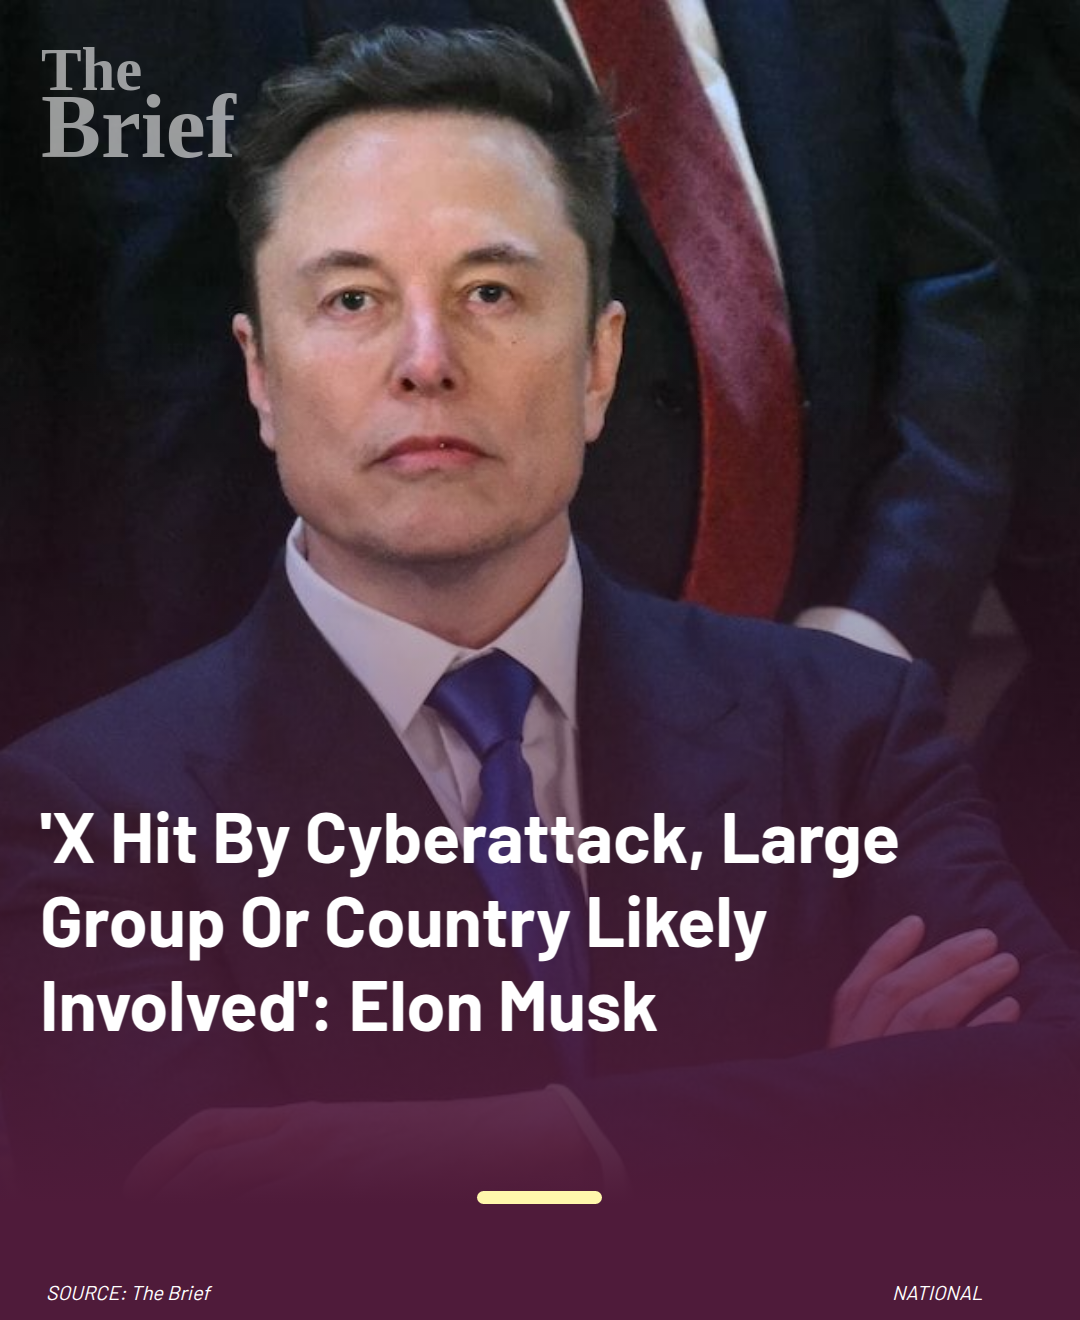 The
Brief
'X Hit By Cyberattack, Large
Group Or Country Likely
Involved': Elon Musk
SOURCE: The Brief
NATIONAL